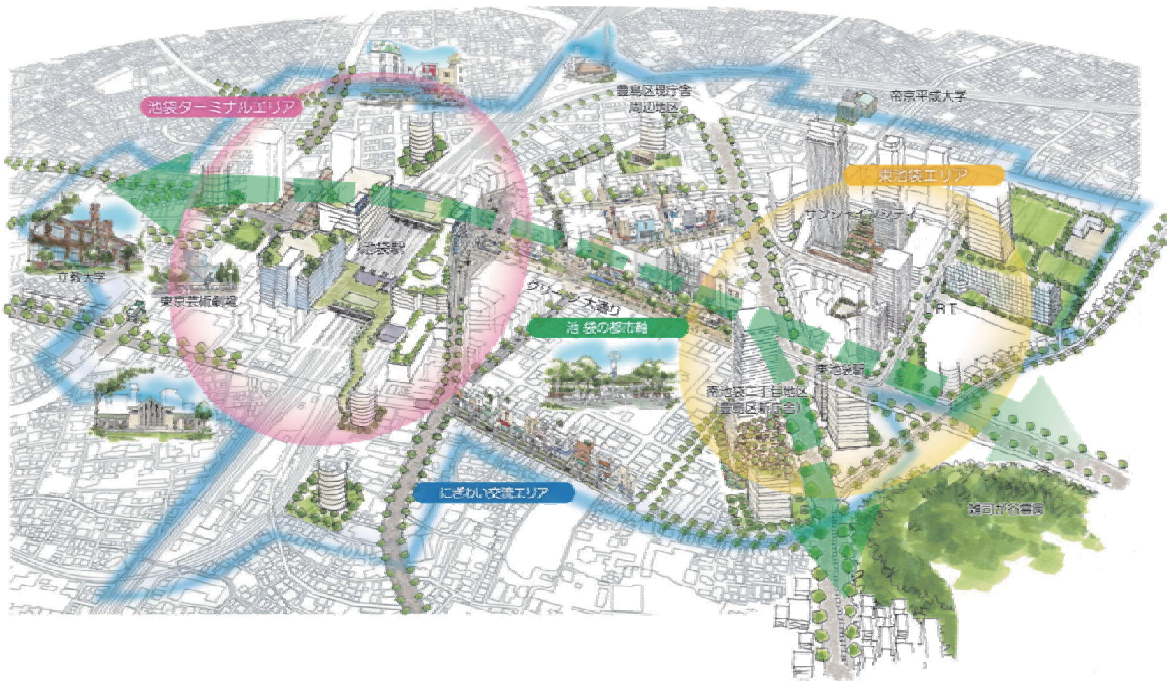 池袋ターミナルエリア
豊島区現庁舎
周辺地区
帝京平成大学
東池袋エリア
サンシャインシティ
立教大学
東京芸術劇場
池袋駅
グリーン大通り
池袋の都市軸
LRT
東池袋駅
南池袋二丁目地区
(豊島区新庁舎)
にぎわい交流エリア
雑司が谷霊園